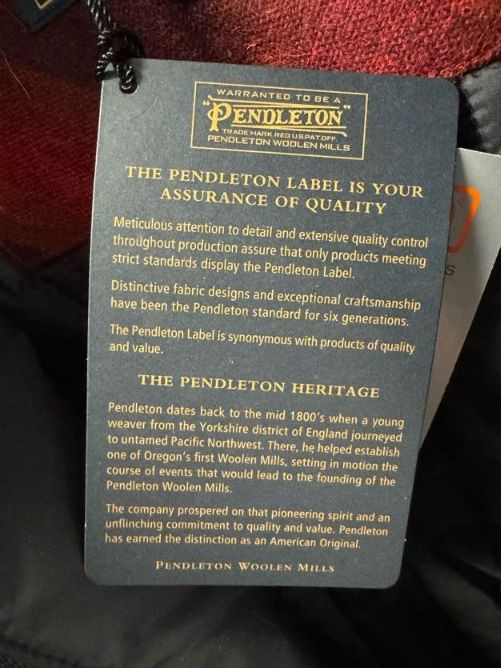 WARRANTED TO BE A
"PENDLETON"
TRADE MARK REG US PAT OFF.
PENDLETON WOOLEN MILLS
THE PENDLETON LABEL IS YOUR
ASSURANCE OF QUALITY
Meticulous attention to detail and extensive quality control
throughout production assure that only products meeting
strict standards display the Pendleton Label.
Distinctive fabric designs and exceptional craftsmanship
have been the Pendleton standard for six generations.
The Pendleton Label is synonymous with products of quality
and value.
THE PENDLETON HERITAGE
Pendleton dates back to the mid 1800's when a young
weaver from the Yorkshire district of England journeyed
to untamed Pacific Northwest. There, he helped establish
one of Oregon's first Woolen Mills, setting in motion the
course of events that would lead to the founding of the
Pendleton Woolen Mills.
The company prospered on that pioneering spirit and an
unflinching commitment to quality and value. Pendleton
has earned the distinction as an American Original.
PENDLETON WOOLEN MILLS
S